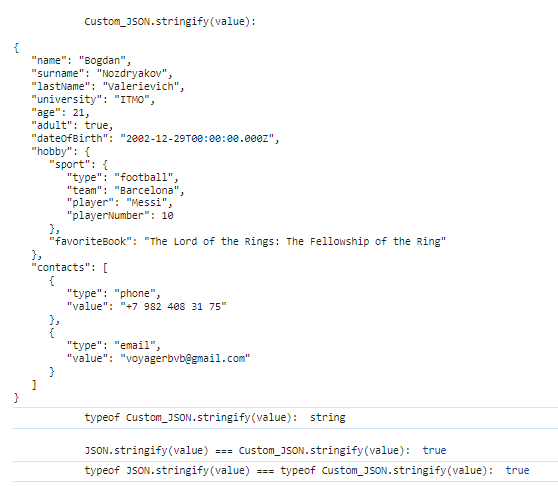 Custom_JSON.stringify(value):
{
"name": "Bogdan",
"surname": "Nozdryakov",
"lastName": "Valerievich",
"university": "ITMO",
"age": 21,
"adult": true,
"dateOfBirth": "2002-12-29T00:00:00.000Z",
"hobby": {
"sport": {
"type": "football",
"team": "Barcelona",
"player": "Messi",
"playerNumber": 10
},
"favoriteBook": "The Lord of the Rings: The Fellowship of the Ring"
},
"contacts": [
{
"type": "phone",
"value": "+7 982 408 31 75"
},
{
"type": "email",
"value": "voyagerbvb@gmail.com"
}
]
}
typeof Custom_JSON.stringify(value): string
JSON.stringify(value) === Custom_JSON.stringify(value): true
typeof JSON.stringify(value) === typeof Custom_JSON.stringify(value): true